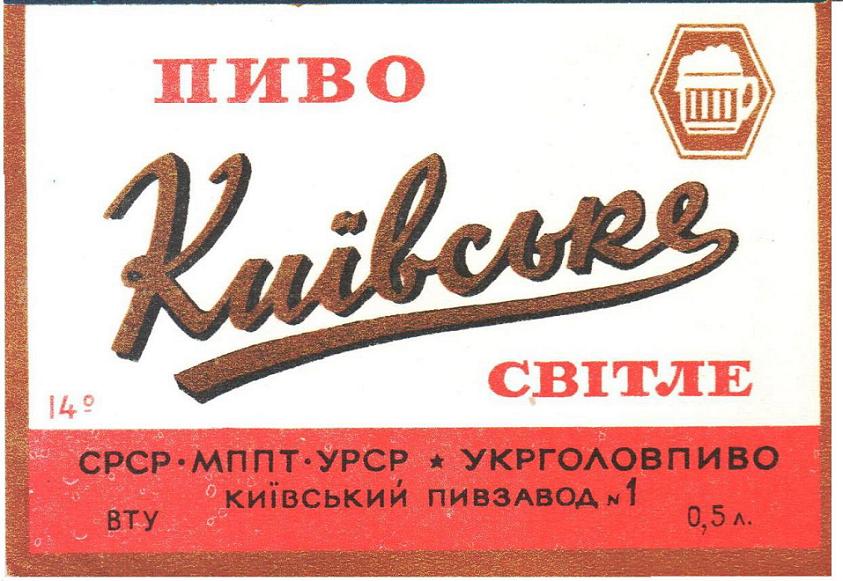 ПИВО
Київське
СВІТЛЕ
14º
СРСР·МППТ·УРСР ★ УКРГОЛОВПИВО
КИЇВСЬКИЙ ПИВЗАВОД №1
ВТУ 0,5 л.